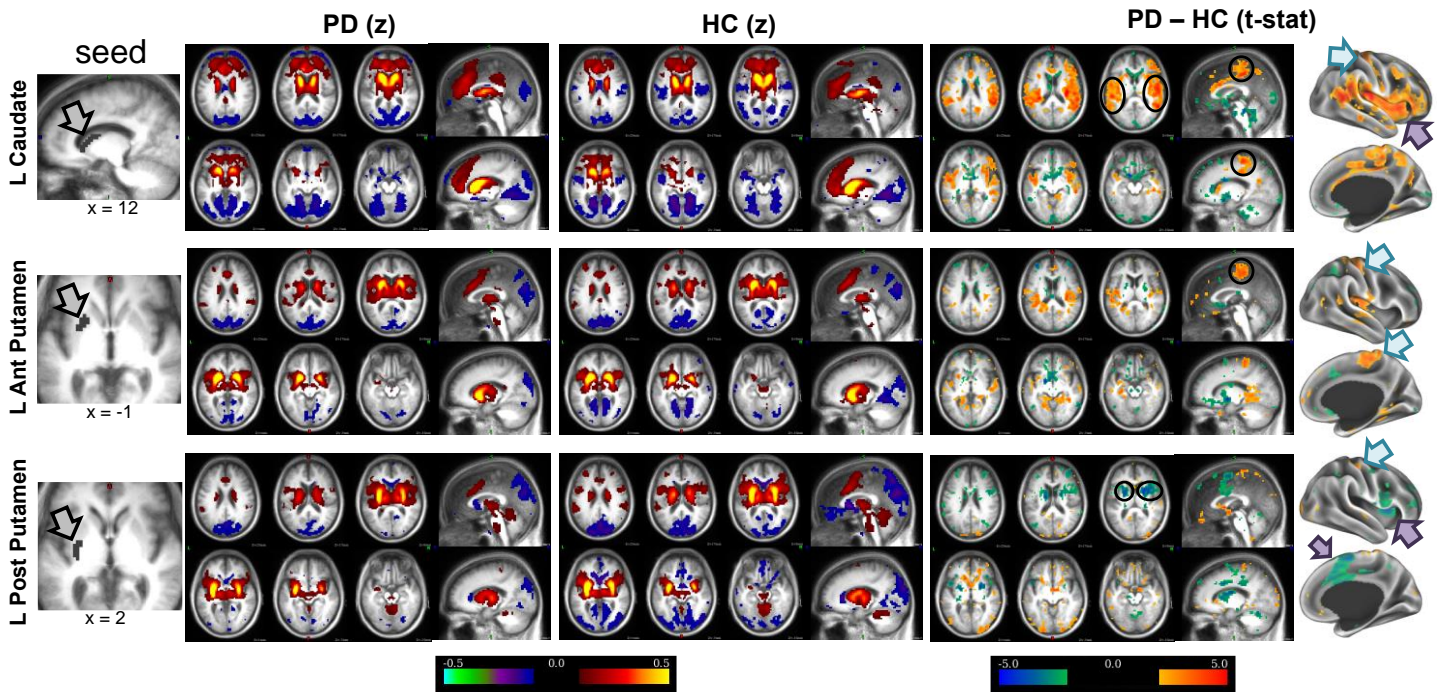 PD (z)
HC (z)
PD – HC (t-stat)
seed
L Caudate
x = 12
L Ant Putamen
x = -1
L Post Putamen
x = 2
-0.5 0.0 0.5
-5.0 0.0 5.0